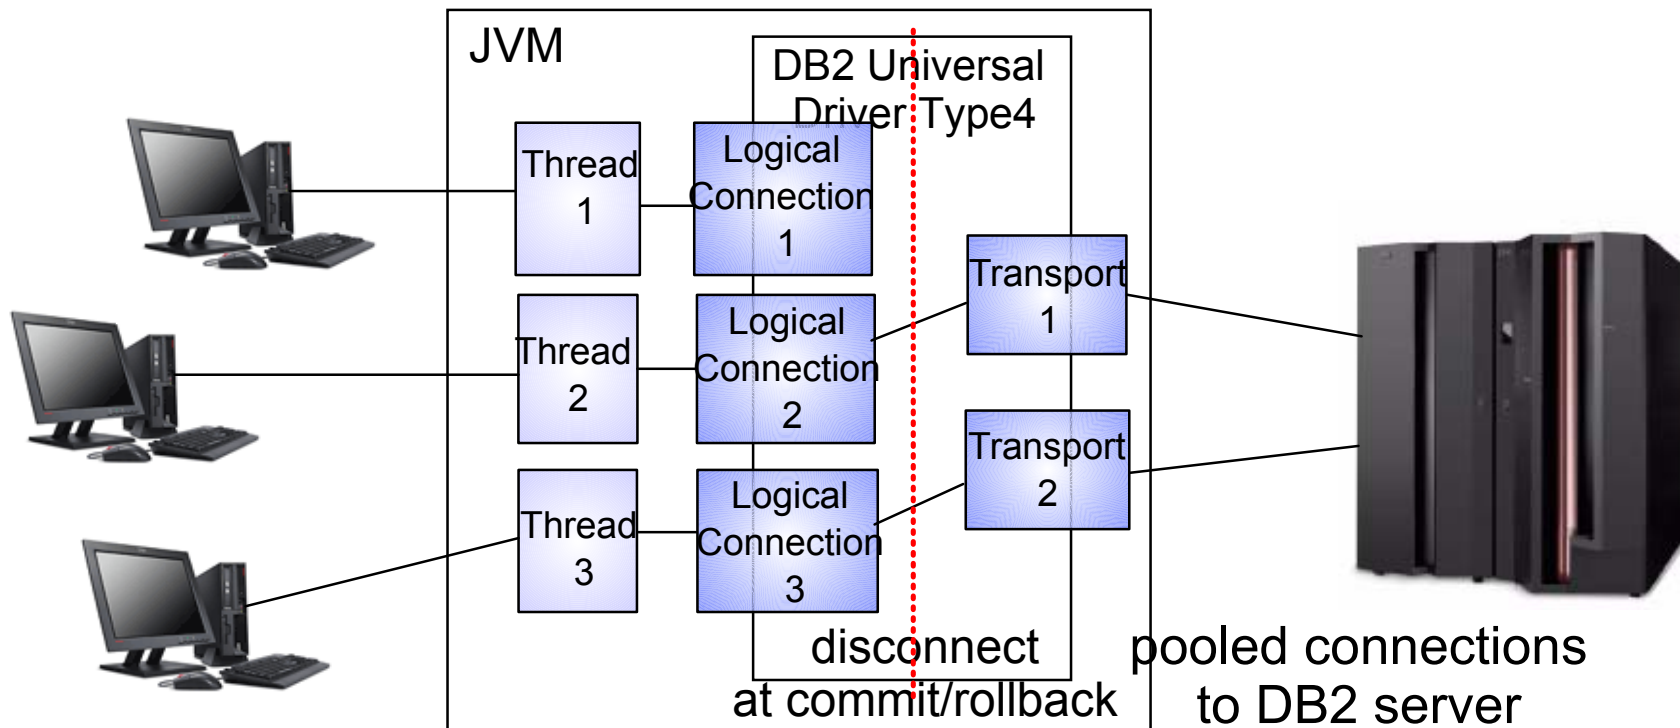 JVM
DB2 Universal
Driver Type4
Thread
1
Logical
Connection
1
Transport
1
Thread
2
Logical
Connection
2
Transport
2
Thread
3
Logical
Connection
3
disconnect
at commit/rollback
pooled connections
to DB2 server